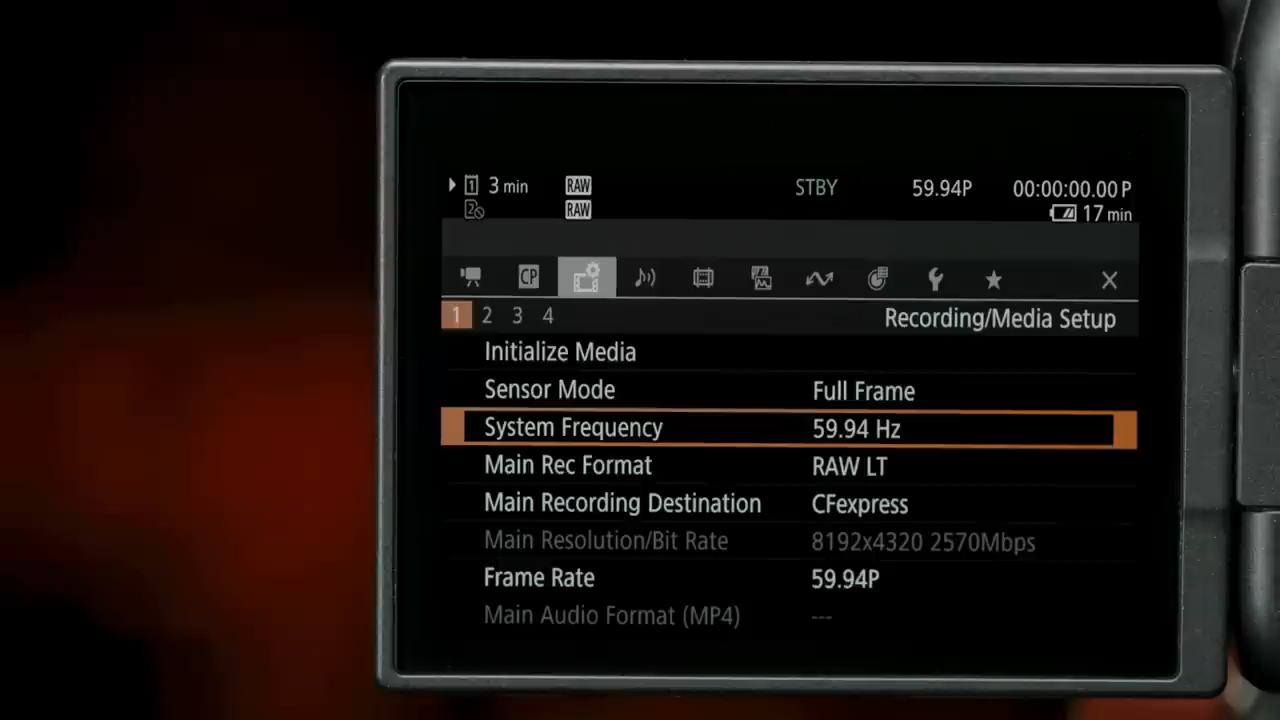 1 3 min RAW STBY 59.94P 00:00:00.00 P
2 RAW 17 min
CP
1 2 3 4 Recording/Media Setup
Initialize Media
Sensor Mode Full Frame
System Frequency 59.94 Hz
Main Rec Format RAW LT
Main Recording Destination CFexpress
Main Resolution/Bit Rate 8192x4320 2570Mbps
Frame Rate 59.94P
Main Audio Format (MP4) ---